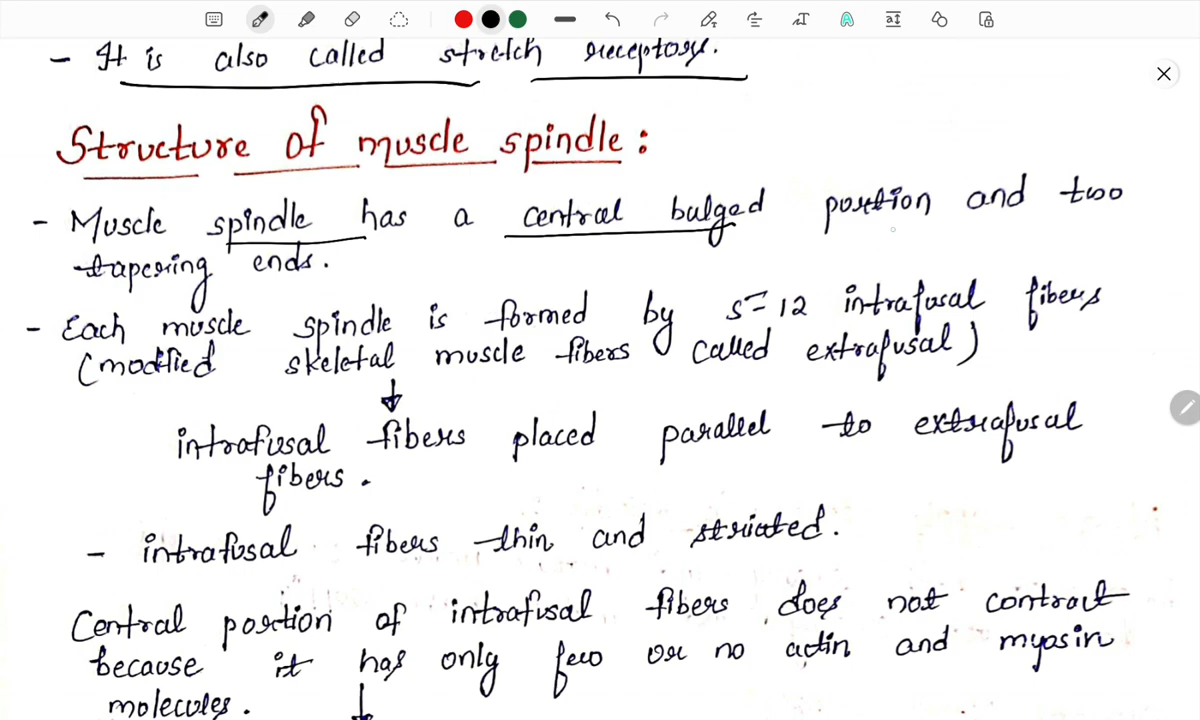 - It is also called stretch receptors.
Structure of muscle spindle:
- Muscle spindle has a central bulged portion and two
tapering ends.
- Each muscle spindle is formed by 5-12 intrafusal fibers
(modified skeletal muscle fibers called extrafusal)
↓
intrafusal fibers placed parallel to extrafusal
fibers.
- intrafusal fibers thin and striated.
Central portion of intrafusal fibers does not contract
because it has only few or no actin and myosin
molecules. ↓